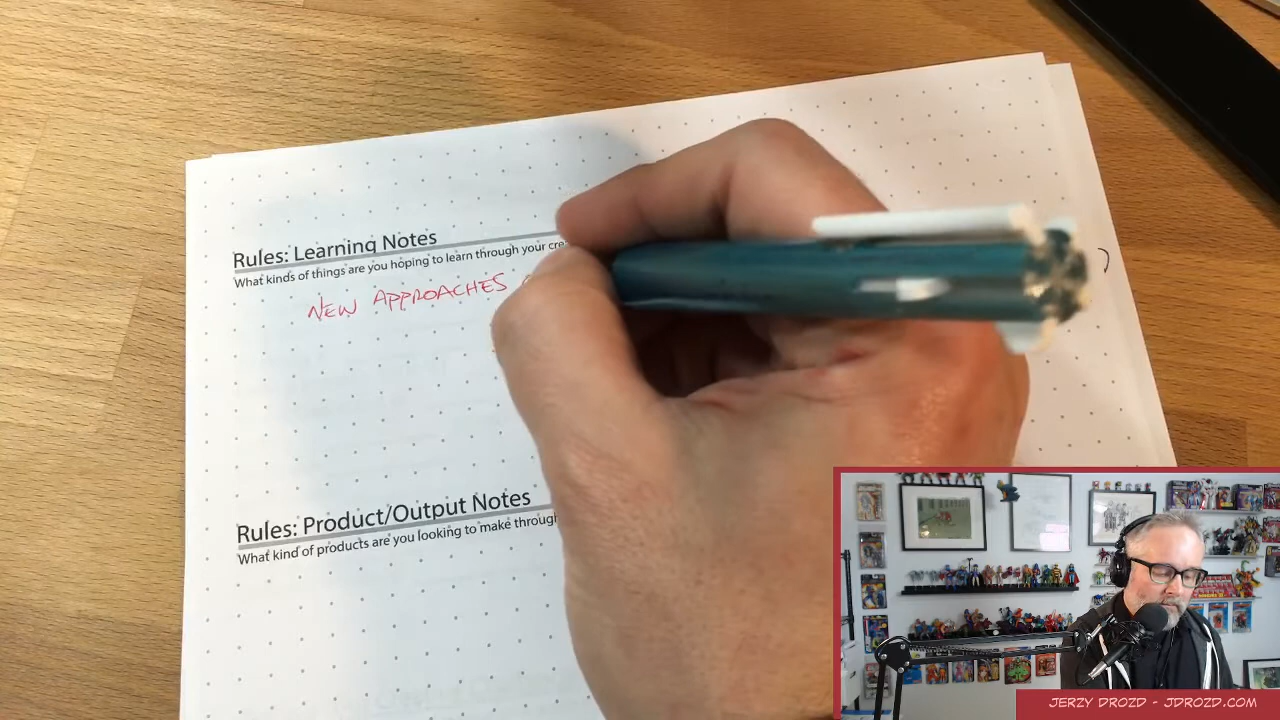 Rules: Learning Notes
What kinds of things are you hoping to learn through your
NEW APPROACHES
Rules: Product/Output Notes
What kind of products are you looking to make through
JERZY DROZD - JDROZD.COM